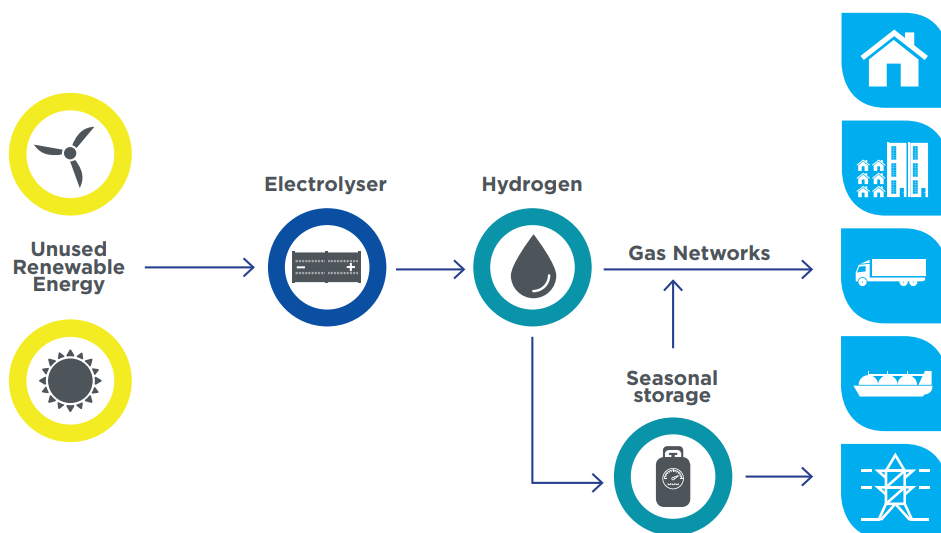 Electrolyser
Hydrogen
Unused
Renewable
Energy
Gas Networks
Seasonal
storage